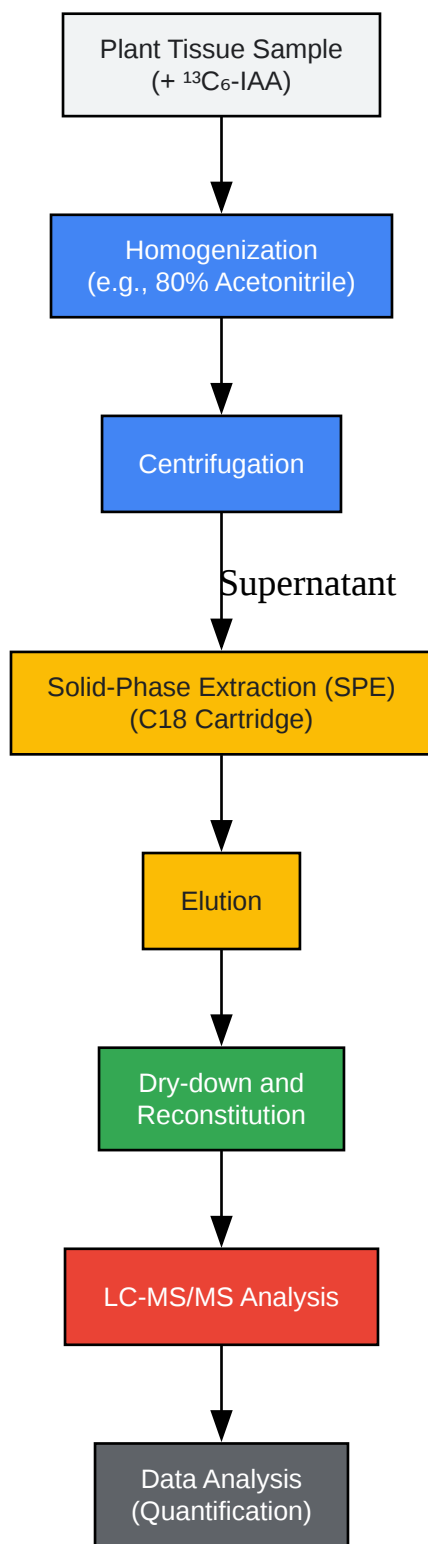 Plant Tissue Sample
(+ ¹³C₆-IAA)
Homogenization
(e.g., 80% Acetonitrile)
Centrifugation
Supernatant
Solid-Phase Extraction (SPE)
(C18 Cartridge)
Elution
Dry-down and
Reconstitution
LC-MS/MS Analysis
Data Analysis
(Quantification)